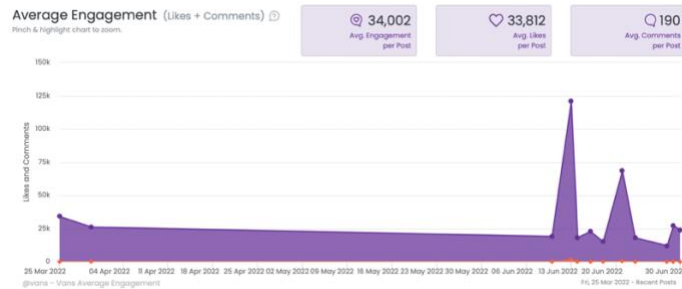 Average Engagement (Likes + Comments)
Pinch & highlight chart to zoom.
34,002
Avg. Engagement
per Post
33,812
Avg. Likes
per Post
190
Avg. Comments
per Post
150k
125k
100k
75k
50k
25k
0
Likes and Comments
25 Mar 2022 04 Apr 2022 11 Apr 2022 18 Apr 2022 25 Apr 2022 02 May 2022 09 May 2022 16 May 2022 23 May 2022 30 May 2022 06 Jun 2022 13 Jun 2022 20 Jun 2022 30 Jun 202
@vans - Vans Average Engagement
Fri, 25 Mar 2022 - Recent Posts